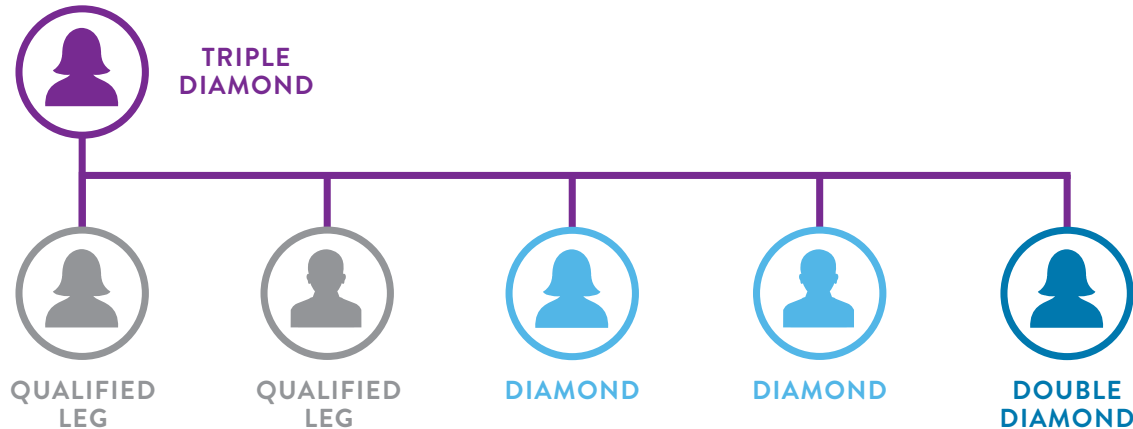 TRIPLE
DIAMOND
QUALIFIED
LEG
QUALIFIED
LEG
DIAMOND
DIAMOND
DOUBLE
DIAMOND